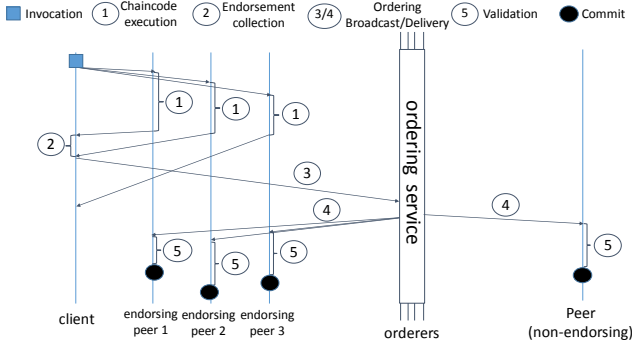 Invocation
1 Chaincode execution
2 Endorsement collection
3/4 Ordering Broadcast/Delivery
5 Validation
Commit
1
1
1
2
3
4
4
5
5
5
5
ordering service
client
endorsing peer 1
endorsing peer 2
endorsing peer 3
orderers
Peer
(non-endorsing)